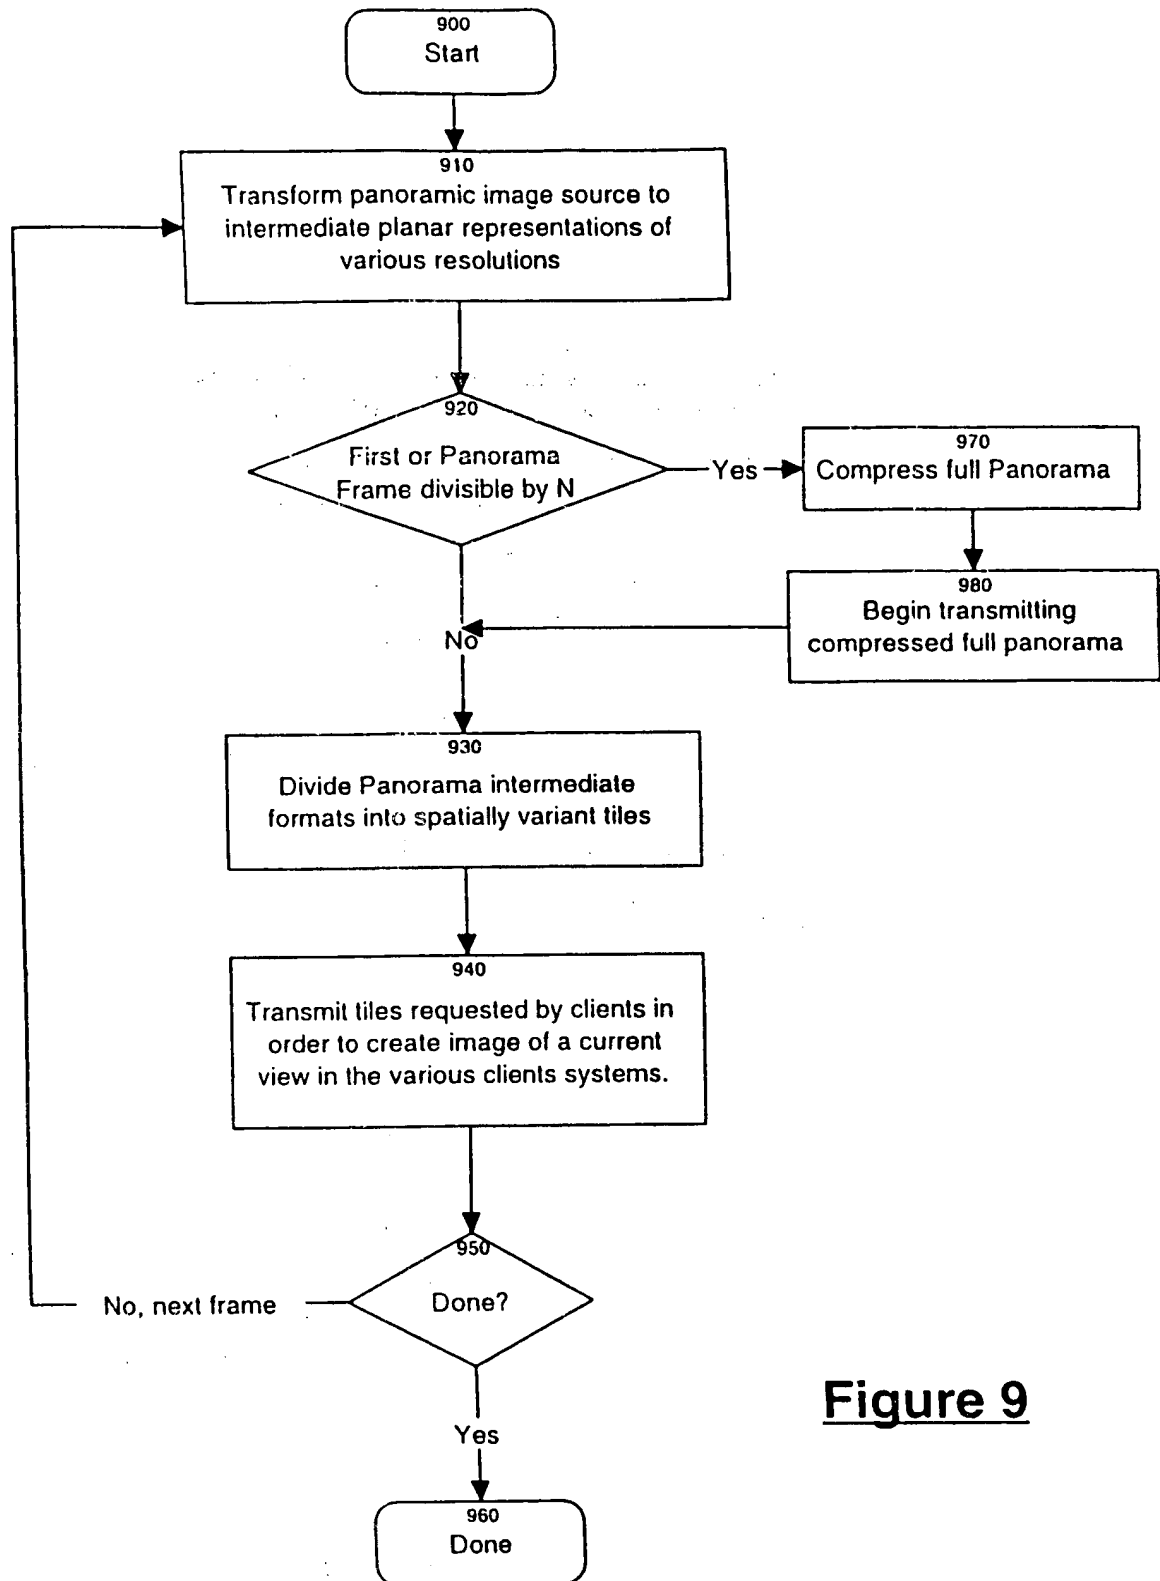 900
Start
910
Transform panoramic image source to
intermediate planar representations of
various resolutions
920
First or Panorama
Frame divisible by N
Yes
970
Compress full Panorama
980
Begin transmitting
compressed full panorama
No
930
Divide Panorama intermediate
formats into spatially variant tiles
940
Transmit tiles requested by clients in
order to create image of a current
view in the various clients systems.
950
Done?
No, next frame
Yes
960
Done
Figure 9